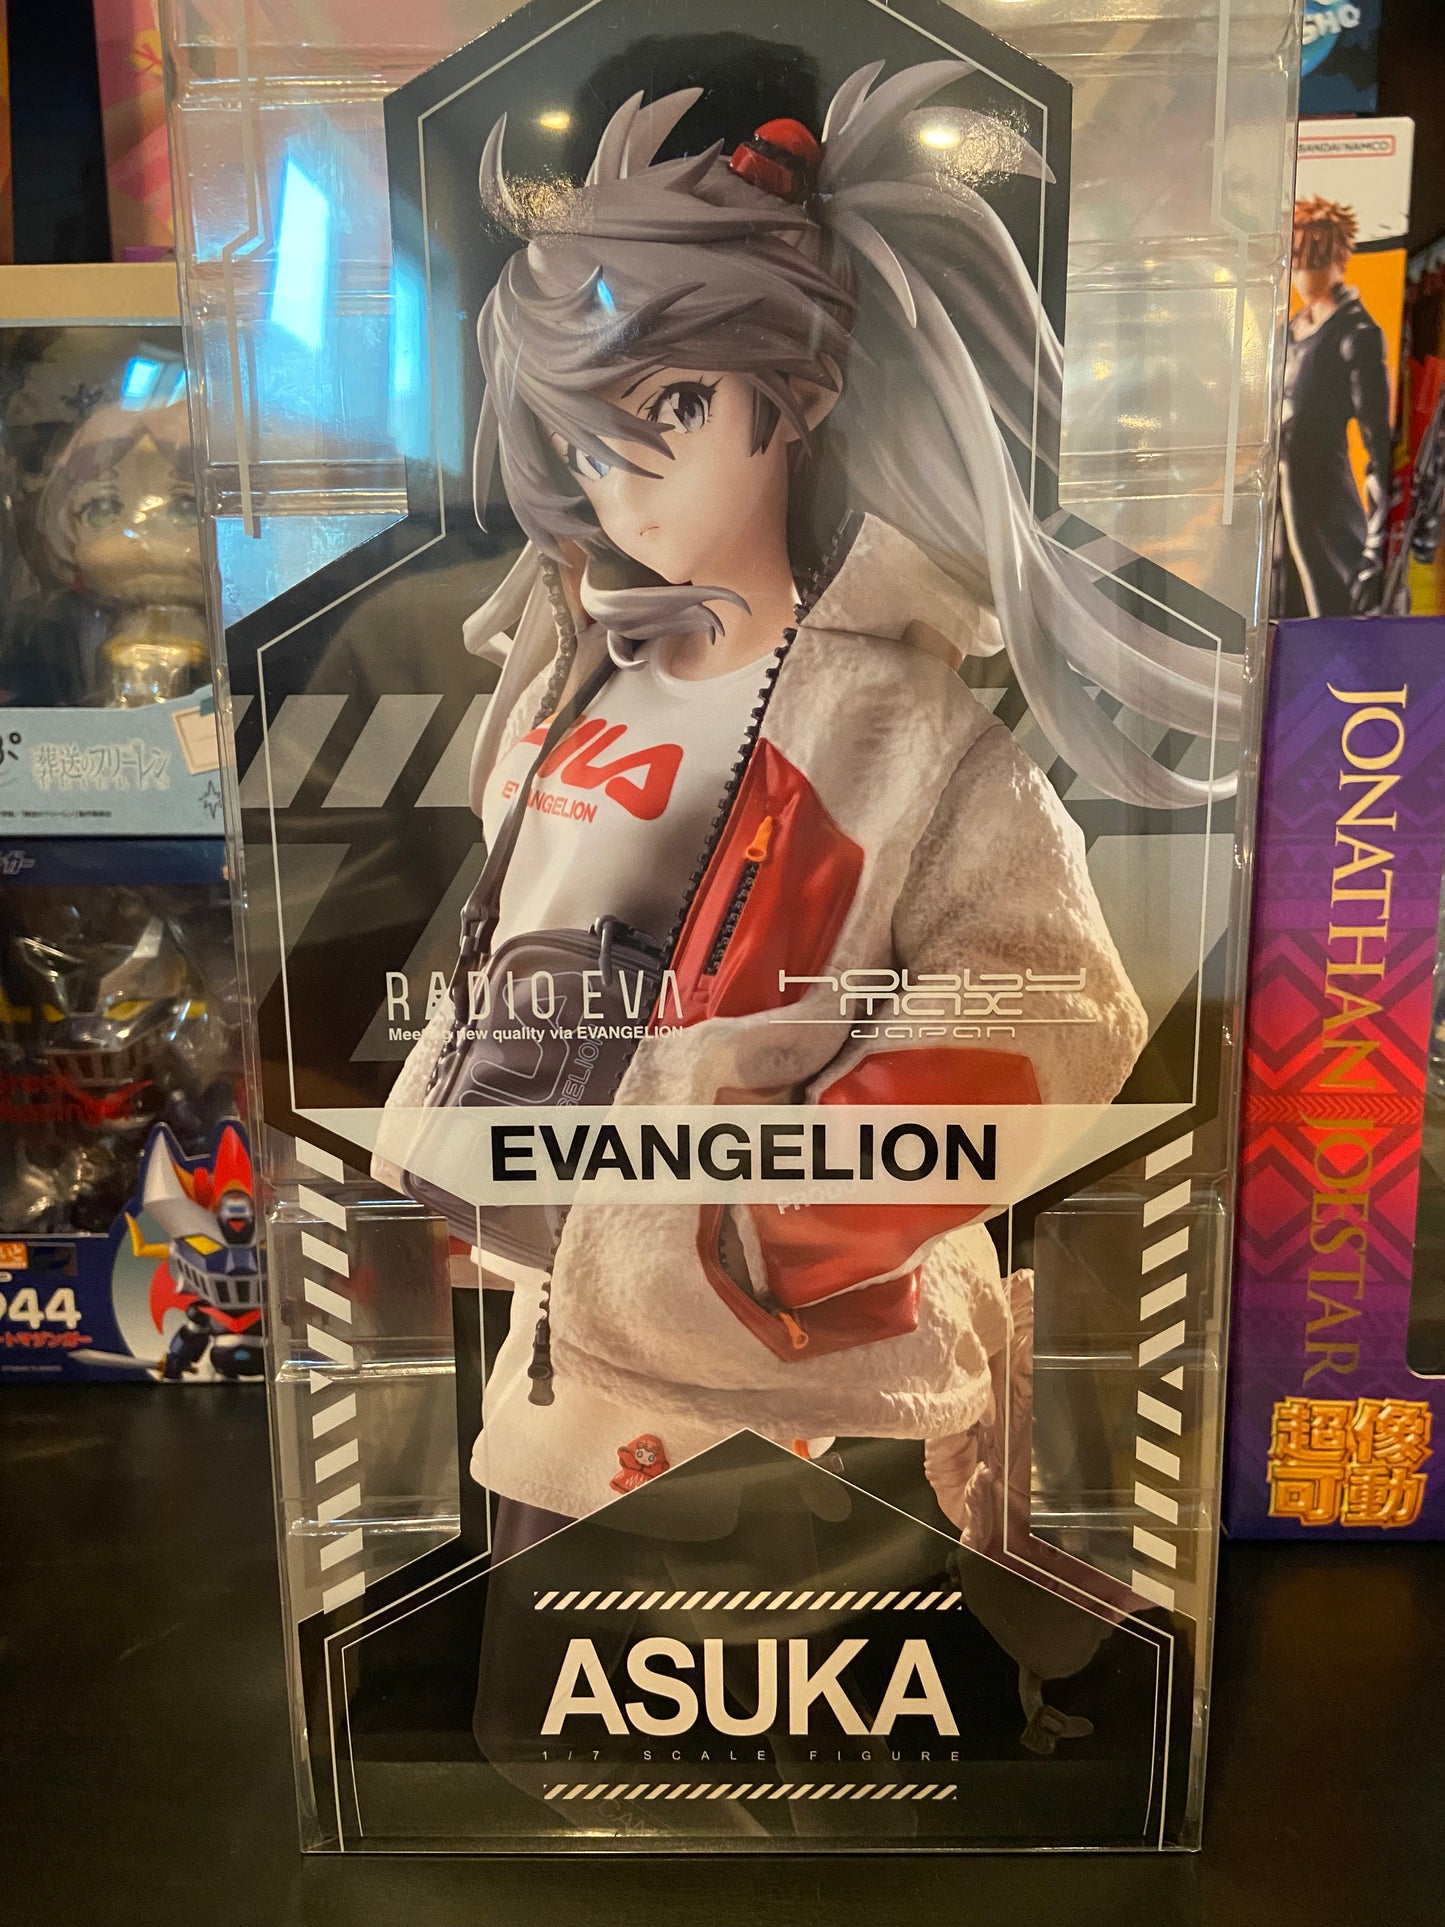 BANDAI NAMCO
FILA
EVANGELION
葬送のフリーレン
JONATHAN JOESTAR
RADIO EVA
Meeting new quality via EVANGELION
hobby
max
JAPAN
EVANGELION
944
超像
可動
ASUKA
1/7 SCALE FIGURE